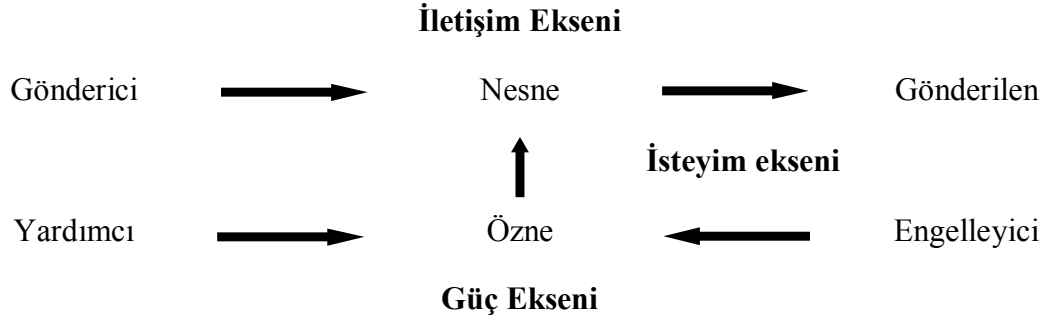 İletişim Ekseni
Gönderici Nesne Gönderilen
İsteyim ekseni
Yardımcı Özne Engelleyici
Güç Ekseni